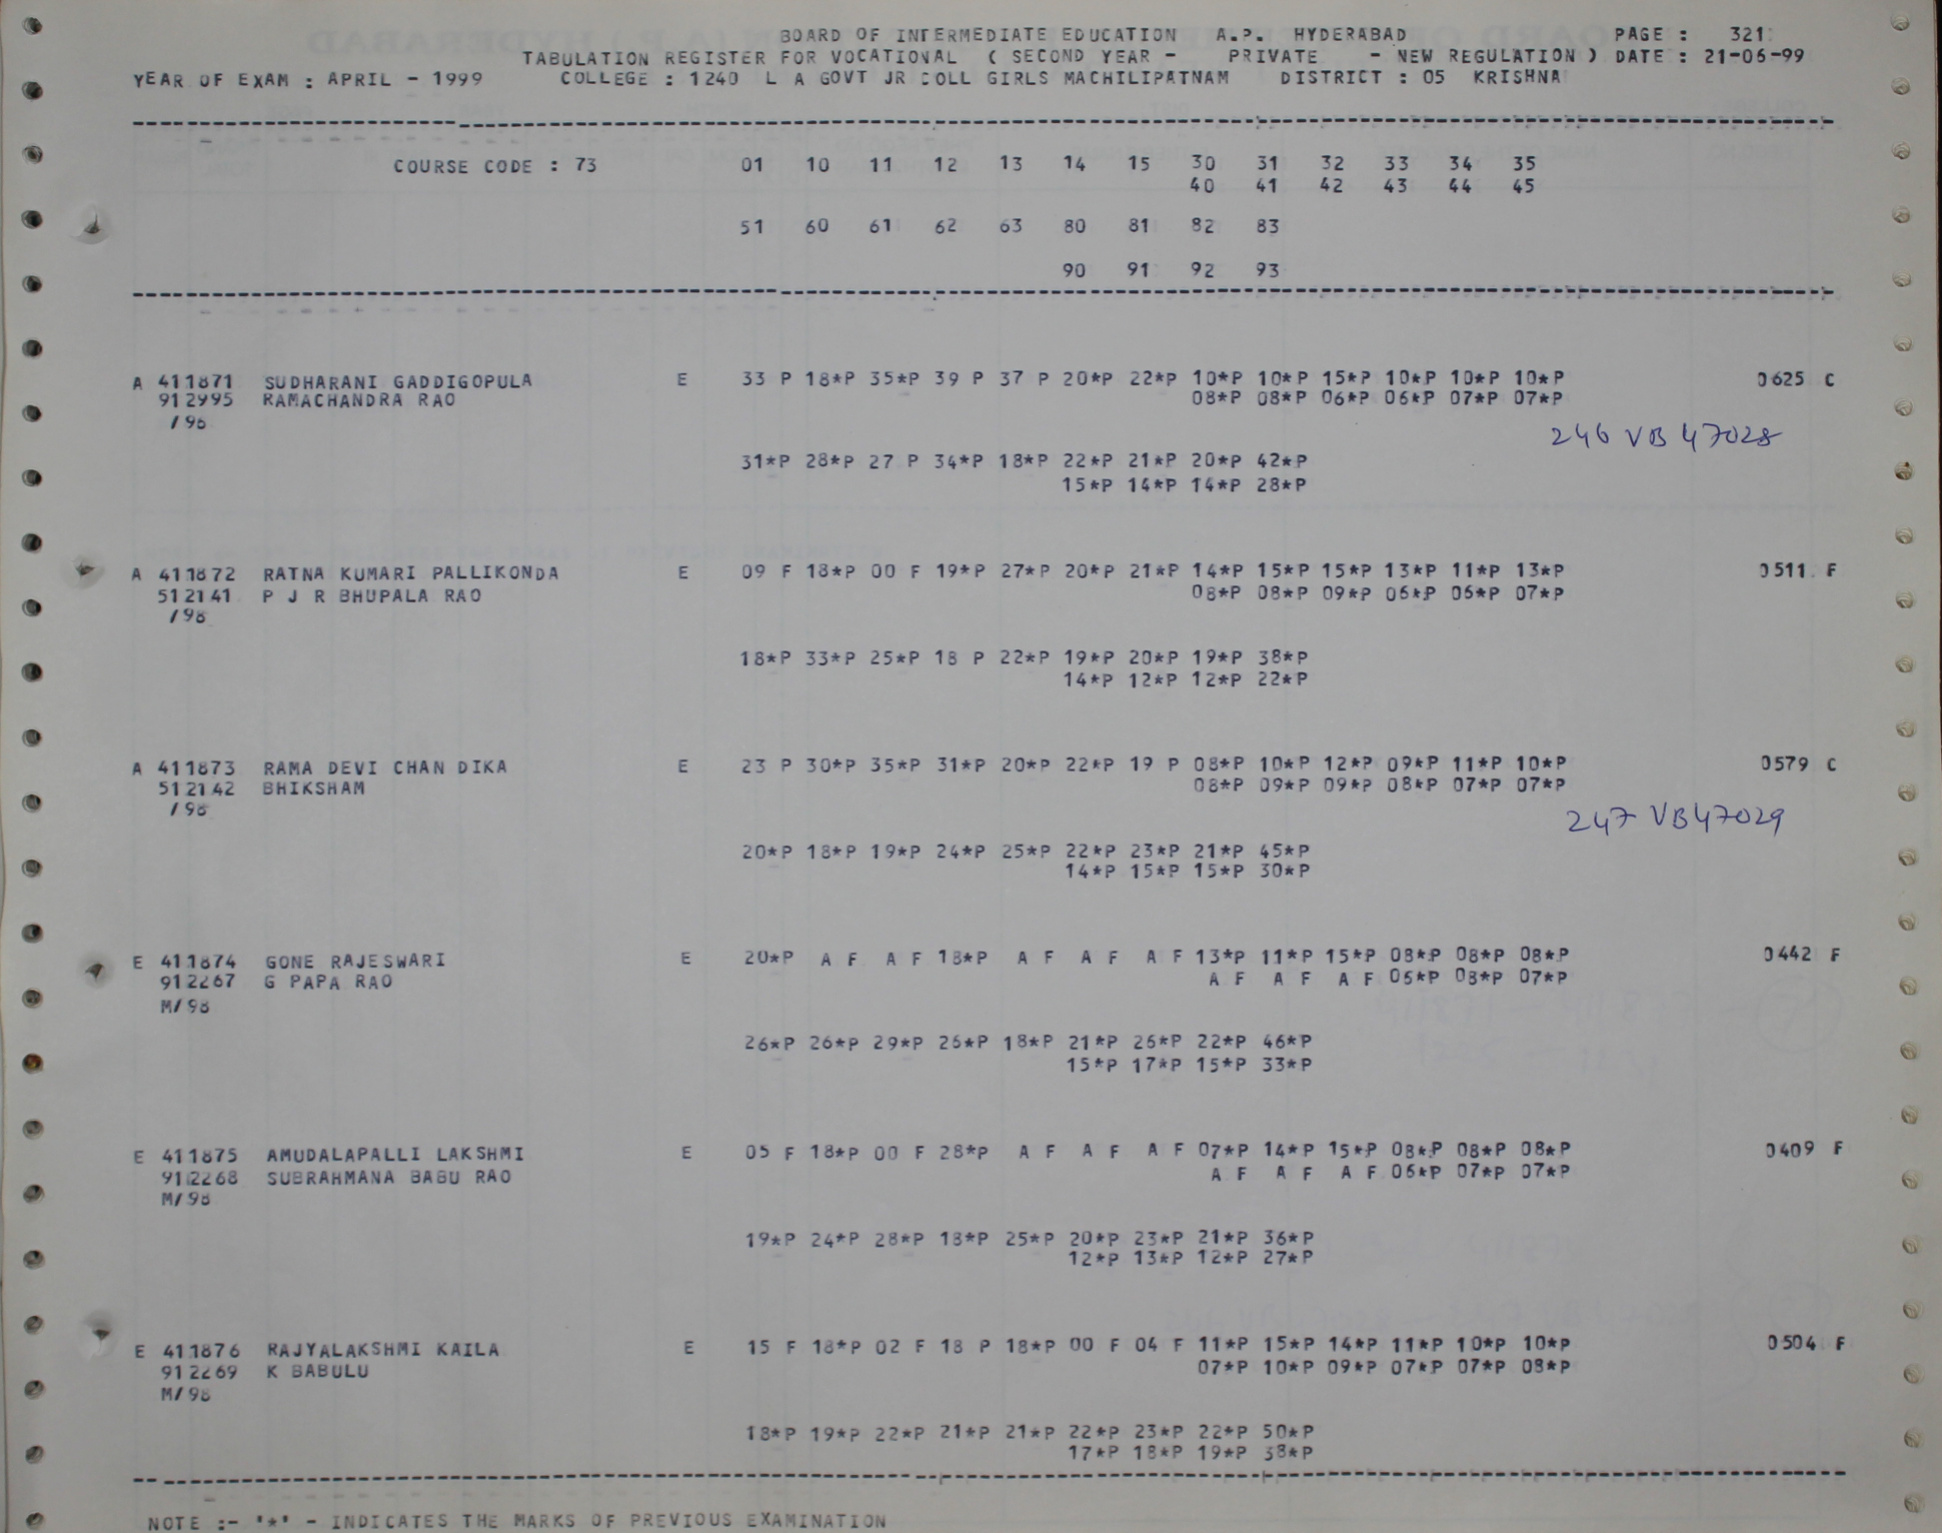 BOARD OF INTERMEDIATE EDUCATION A.P. HYDERABAD PAGE : 321
TABULATION REGISTER FOR VOCATIONAL ( SECOND YEAR - PRIVATE - NEW REGULATION ) DATE : 21-06-99
YEAR OF EXAM : APRIL - 1999 COLLEGE : 1240 L A GOVT JR COLL GIRLS MACHILIPATNAM DISTRICT : 05 KRISHNA
COURSE CODE : 73 01 10 11 12 13 14 15 30 31 32 33 34 35
40 41 42 43 44 45
51 60 61 62 63 80 81 82 83
90 91 92 93
A 411871 SUDHARANI GADDIGOPULA E 33 P 18*P 35*P 39 P 37 P 20*P 22*P 10*P 10*P 15*P 10*P 10*P 10*P 0625 C
912995 RAMACHANDRA RAO 08*P 08*P 06*P 06*P 07*P 07*P
/98
246 VB 47028
31*P 28*P 27 P 34*P 18*P 22*P 21*P 20*P 42*P
15*P 14*P 14*P 28*P
A 411872 RATNA KUMARI PALLIKONDA E 09 F 18*P 00 F 19*P 27*P 20*P 21*P 14*P 15*P 15*P 13*P 11*P 13*P 0511 F
512141 P J R BHUPALA RAO 08*P 08*P 09*P 06*P 06*P 07*P
/98
18*P 33*P 25*P 18 P 22*P 19*P 20*P 19*P 38*P
14*P 12*P 12*P 22*P
A 411873 RAMA DEVI CHAN DIKA E 23 P 30*P 35*P 31*P 20*P 22*P 19 P 08*P 10*P 12*P 09*P 11*P 10*P 0579 C
512142 BHIKSHAM 08*P 09*P 09*P 08*P 07*P 07*P
/98
247 VB47029
20*P 18*P 19*P 24*P 25*P 22*P 23*P 21*P 45*P
14*P 15*P 15*P 30*P
E 411874 GONE RAJESWARI E 20*P A F A F 18*P A F A F A F 13*P 11*P 15*P 08*P 08*P 08*P 0442 F
912267 G PAPA RAO A F A F A F 06*P 08*P 07*P
M/98
26*P 26*P 29*P 26*P 18*P 21*P 26*P 22*P 46*P
15*P 17*P 15*P 33*P
E 411875 AMUDALAPALLI LAKSHMI E 05 F 18*P 00 F 28*P A F A F A F 07*P 14*P 15*P 08*P 08*P 08*P 0409 F
912268 SUBRAHMANA BABU RAO A F A F A F 06*P 07*P 07*P
M/98
19*P 24*P 28*P 18*P 25*P 20*P 23*P 21*P 36*P
12*P 13*P 12*P 27*P
E 411876 RAJYALAKSHMI KAILA E 15 F 18*P 02 F 18 P 18*P 00 F 04 F 11*P 15*P 14*P 11*P 10*P 10*P 0504 F
912269 K BABULU 07*P 10*P 09*P 07*P 07*P 08*P
M/98
18*P 19*P 22*P 21*P 21*P 22*P 23*P 22*P 50*P
17*P 18*P 19*P 38*P
NOTE :- '*' - INDICATES THE MARKS OF PREVIOUS EXAMINATION